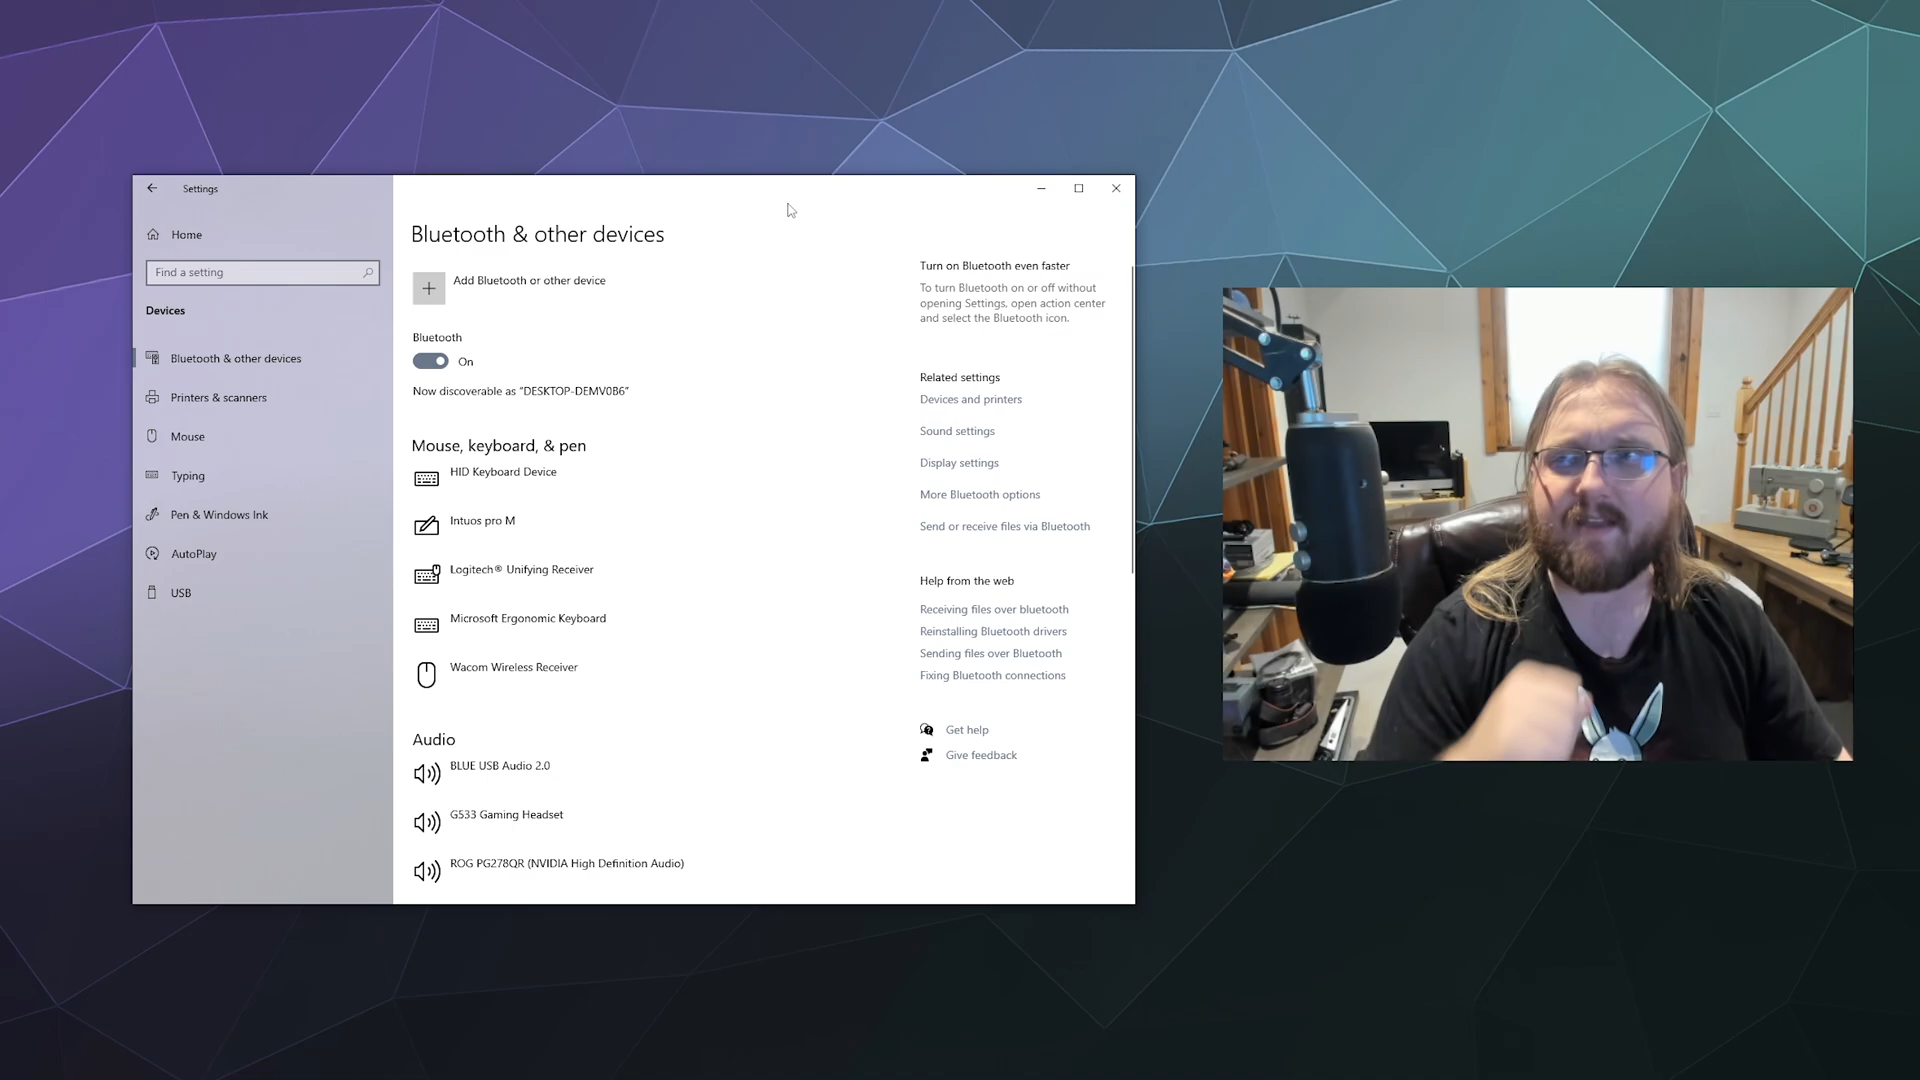 Settings
Home
Find a setting
Devices
Bluetooth & other devices
Printers & scanners
Mouse
Typing
Pen & Windows Ink
AutoPlay
USB
Bluetooth & other devices
Add Bluetooth or other device
Bluetooth
On
Now discoverable as “DESKTOP-DEMV0B6”
Mouse, keyboard, & pen
HID Keyboard Device
Intuos pro M
Logitech® Unifying Receiver
Microsoft Ergonomic Keyboard
Wacom Wireless Receiver
Audio
BLUE USB Audio 2.0
G533 Gaming Headset
ROG PG278QR (NVIDIA High Definition Audio)
Turn on Bluetooth even faster
To turn Bluetooth on or off without
opening Settings, open action center
and select the Bluetooth icon.
Related settings
Devices and printers
Sound settings
Display settings
More Bluetooth options
Send or receive files via Bluetooth
Help from the web
Receiving files over bluetooth
Reinstalling Bluetooth drivers
Sending files over Bluetooth
Fixing Bluetooth connections
Get help
Give feedback